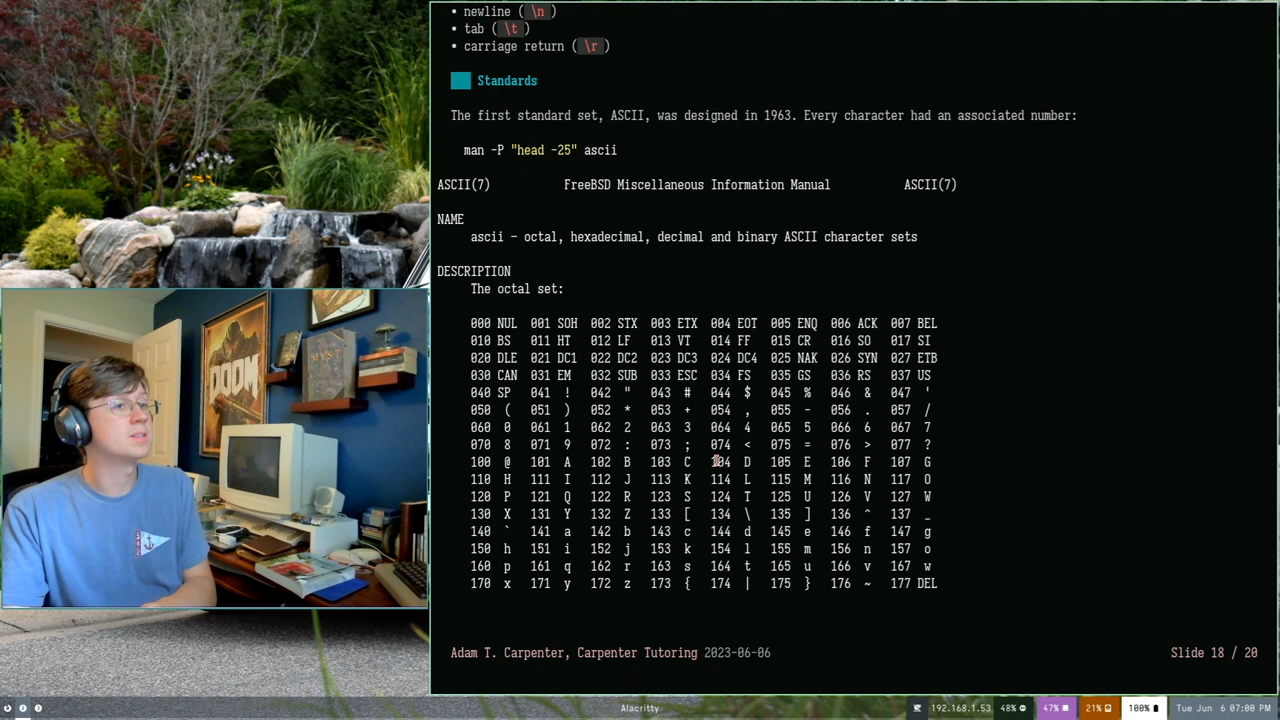 • newline ( \n )
• tab ( \t )
• carriage return ( \r )
Standards
The first standard set, ASCII, was designed in 1963. Every character had an associated number:
man -P "head -25" ascii
ASCII(7) FreeBSD Miscellaneous Information Manual ASCII(7)
NAME
ascii – octal, hexadecimal, decimal and binary ASCII character sets
DESCRIPTION
The octal set:
000 NUL 001 SOH 002 STX 003 ETX 004 EOT 005 ENQ 006 ACK 007 BEL
010 BS 011 HT 012 LF 013 VT 014 FF 015 CR 016 SO 017 SI
020 DLE 021 DC1 022 DC2 023 DC3 024 DC4 025 NAK 026 SYN 027 ETB
030 CAN 031 EM 032 SUB 033 ESC 034 FS 035 GS 036 RS 037 US
040 SP 041 ! 042 " 043 # 044 $ 045 % 046 & 047 '
050 ( 051 ) 052 * 053 + 054 , 055 - 056 . 057 /
060 0 061 1 062 2 063 3 064 4 065 5 066 6 067 7
070 8 071 9 072 : 073 ; 074 < 075 = 076 > 077 ?
100 @ 101 A 102 B 103 C 104 D 105 E 106 F 107 G
110 H 111 I 112 J 113 K 114 L 115 M 116 N 117 O
120 P 121 Q 122 R 123 S 124 T 125 U 126 V 127 W
130 X 131 Y 132 Z 133 [ 134 \ 135 ] 136 ^ 137 _
140 ` 141 a 142 b 143 c 144 d 145 e 146 f 147 g
150 h 151 i 152 j 153 k 154 l 155 m 156 n 157 o
160 p 161 q 162 r 163 s 164 t 165 u 166 v 167 w
170 x 171 y 172 z 173 { 174 | 175 } 176 ~ 177 DEL
Adam T. Carpenter, Carpenter Tutoring 2023-06-06 Slide 18 / 20
DOOM
MYST
Alacritty 192.168.1.53 48% 47% 21% 100% Tue Jun 6 07:00 PM